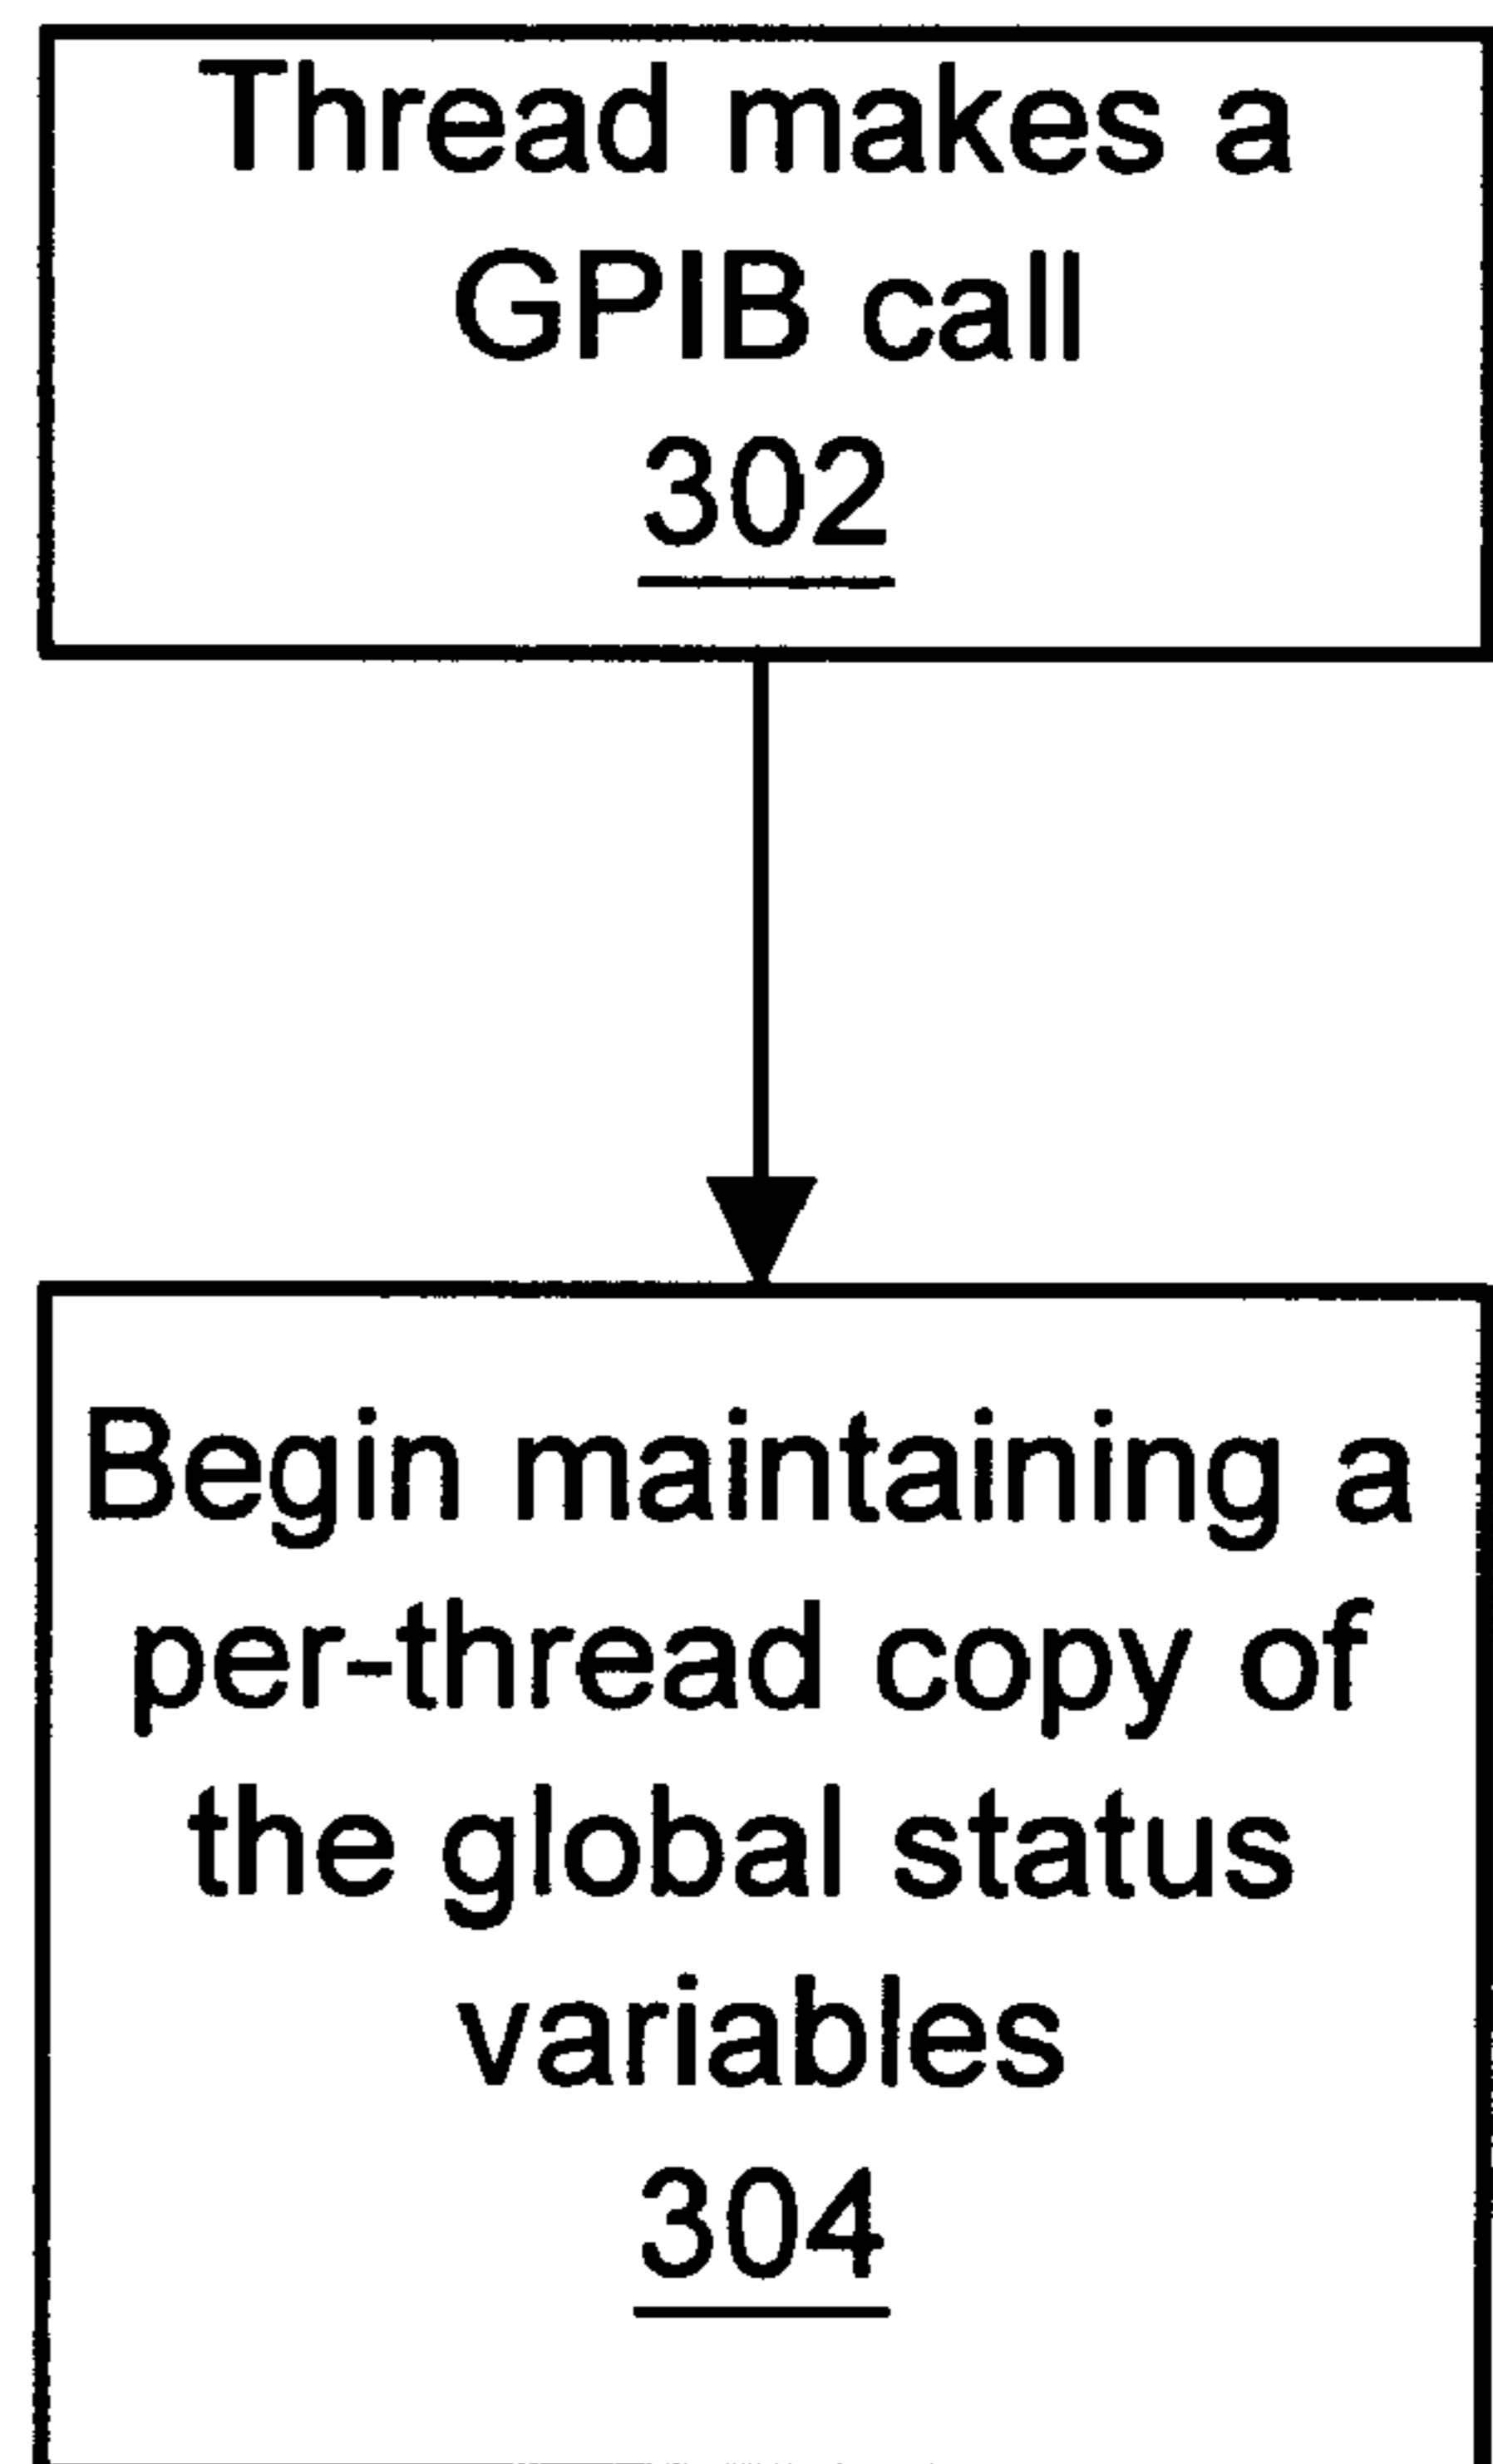 Thread makes a
GPIB call
302
Begin maintaining a
per-thread copy of
the global status
variables
304